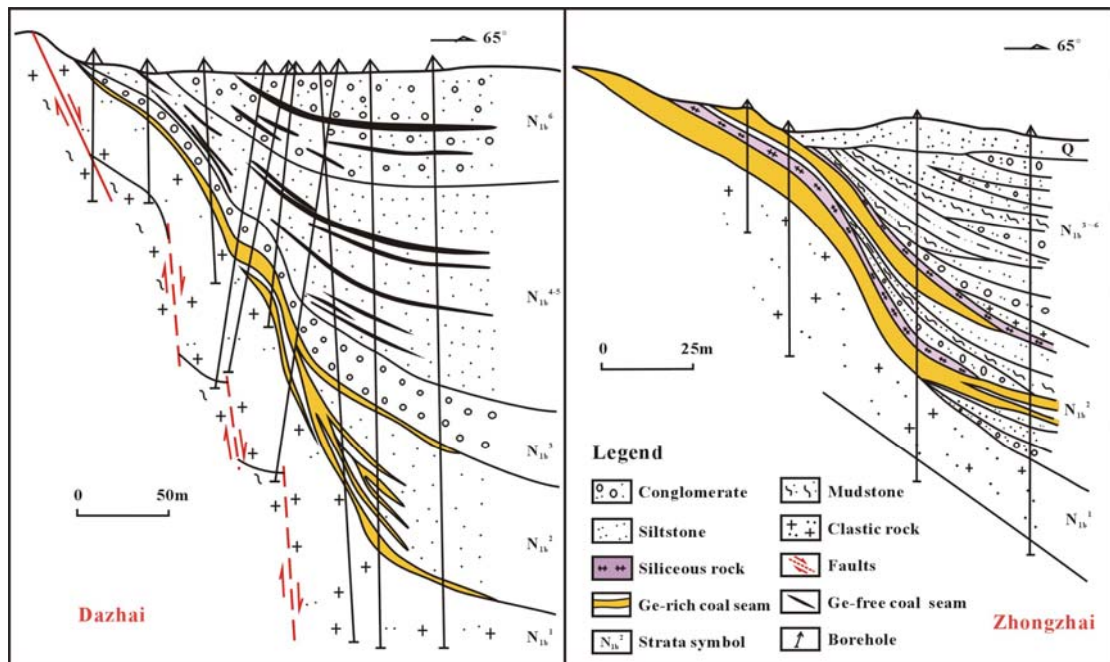 65°
N₁b⁶
N₁b⁴⁻⁵
N₁b³
N₁b²
N₁b¹
0 50m
Dazhai
65°
Q
N₁b³⁻⁶
N₁b²
N₁b¹
0 25m
Legend
Conglomerate
Mudstone
Siltstone
Clastic rock
Siliceous rock
Faults
Ge-rich coal seam
Ge-free coal seam
N₁b² Strata symbol
Borehole
Zhongzhai